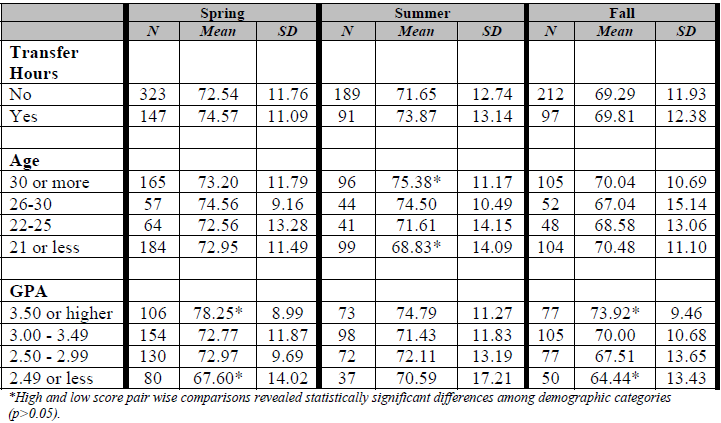 Spring Summer Fall
N Mean SD N Mean SD N Mean SD
Transfer
Hours
No 323 72.54 11.76 189 71.65 12.74 212 69.29 11.93
Yes 147 74.57 11.09 91 73.87 13.14 97 69.81 12.38
Age
30 or more 165 73.20 11.79 96 75.38* 11.17 105 70.04 10.69
26-30 57 74.56 9.16 44 74.50 10.49 52 67.04 15.14
22-25 64 72.56 13.28 41 71.61 14.15 48 68.58 13.06
21 or less 184 72.95 11.49 99 68.83* 14.09 104 70.48 11.10
GPA
3.50 or higher 106 78.25* 8.99 73 74.79 11.27 77 73.92* 9.46
3.00 - 3.49 154 72.77 11.87 98 71.43 11.83 105 70.00 10.68
2.50 - 2.99 130 72.97 9.69 72 72.11 13.19 77 67.51 13.65
2.49 or less 80 67.60* 14.02 37 70.59 17.21 50 64.44* 13.43
*High and low score pair wise comparisons revealed statistically significant differences among demographic categories
(p>0.05).